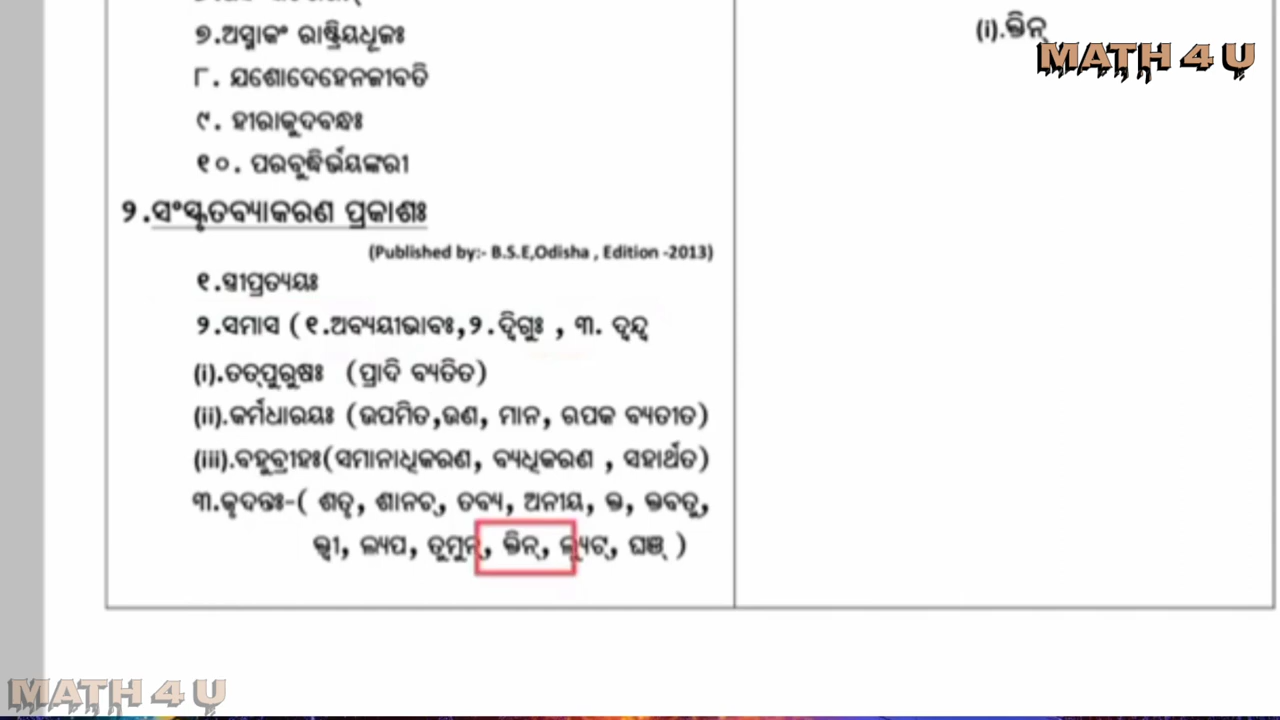 ୭.ଅସ୍ମାକଂ ରାଷ୍ଟ୍ରିୟଧ୍ୱଜଃ
୮. ଯଶୋଦେହେନଜୀବତି
୯. ହୀରାକୁଦବନ୍ଧଃ
୧୦. ପରବୁଦ୍ଧିର୍ଭୟଙ୍କରୀ
୨.ସଂସ୍କୃତବ୍ୟାକରଣ ପ୍ରକାଶଃ
(Published by:- B.S.E,Odisha , Edition -2013)
୧.ସ୍ତ୍ରୀପ୍ରତ୍ୟୟଃ
୨.ସମାସ (୧.ଅବ୍ୟୟୀଭାବଃ,୨.ଦ୍ୱିଗୁଃ , ୩. ଦ୍ୱନ୍ଦ୍ୱ
(i).ତତ୍‌ପୁରୁଷଃ (ପ୍ରାଦି ବ୍ୟତିତ)
(ii).କର୍ମଧାରୟଃ (ଉପମିତ,ଉଣ, ମାନ, ରପକ ବ୍ୟତୀତ)
(iii).ବହୁବ୍ରୀହଃ(ସମାନାଧିକରଣ, ବ୍ୟଧିକରଣ , ସହାର୍ଥିତ)
୩.କୃଦନ୍ତଃ-( ଶତୃ, ଶାନଚ୍, ତବ୍ୟ, ଅନୀୟ, କ୍ତ, କ୍ତବତୁ,
କ୍ତ୍ୱୀ, ଲ୍ୟପ, ତୁମୁନ୍, କ୍ତିନ୍, ଲ୍ୟୁଟ୍, ଘଞ୍ )
(i).କ୍ତିନ୍
MATH 4 U
MATH 4 U